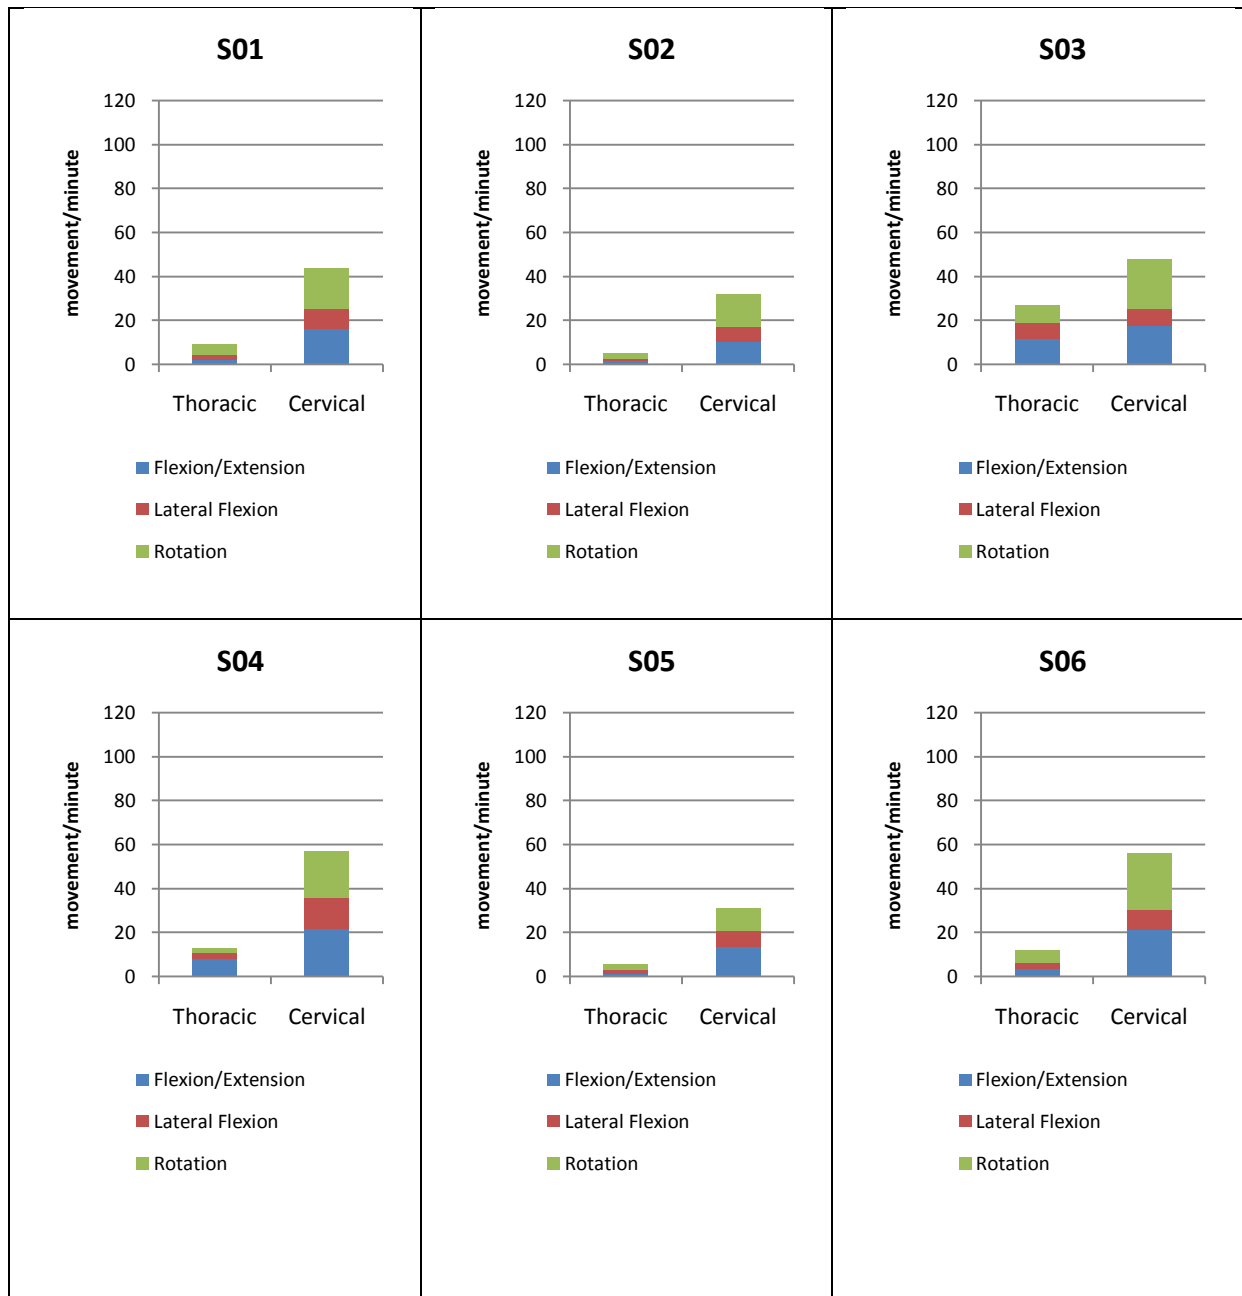 S01
120
100
80
60
40
20
0
movement/minute
Thoracic Cervical
Flexion/Extension
Lateral Flexion
Rotation
S02
120
100
80
60
40
20
0
Thoracic Cervical
Flexion/Extension
Lateral Flexion
Rotation
S03
120
100
80
60
40
20
0
movement/minute
Thoracic Cervical
Flexion/Extension
Lateral Flexion
Rotation
S04
120
100
80
60
40
20
0
movement/minute
Thoracic Cervical
Flexion/Extension
Lateral Flexion
Rotation
S05
120
100
80
60
40
20
0
movement/minute
Thoracic Cervical
Flexion/Extension
Lateral Flexion
Rotation
S06
120
100
80
60
40
20
0
movement/minute
Thoracic Cervical
Flexion/Extension
Lateral Flexion
Rotation